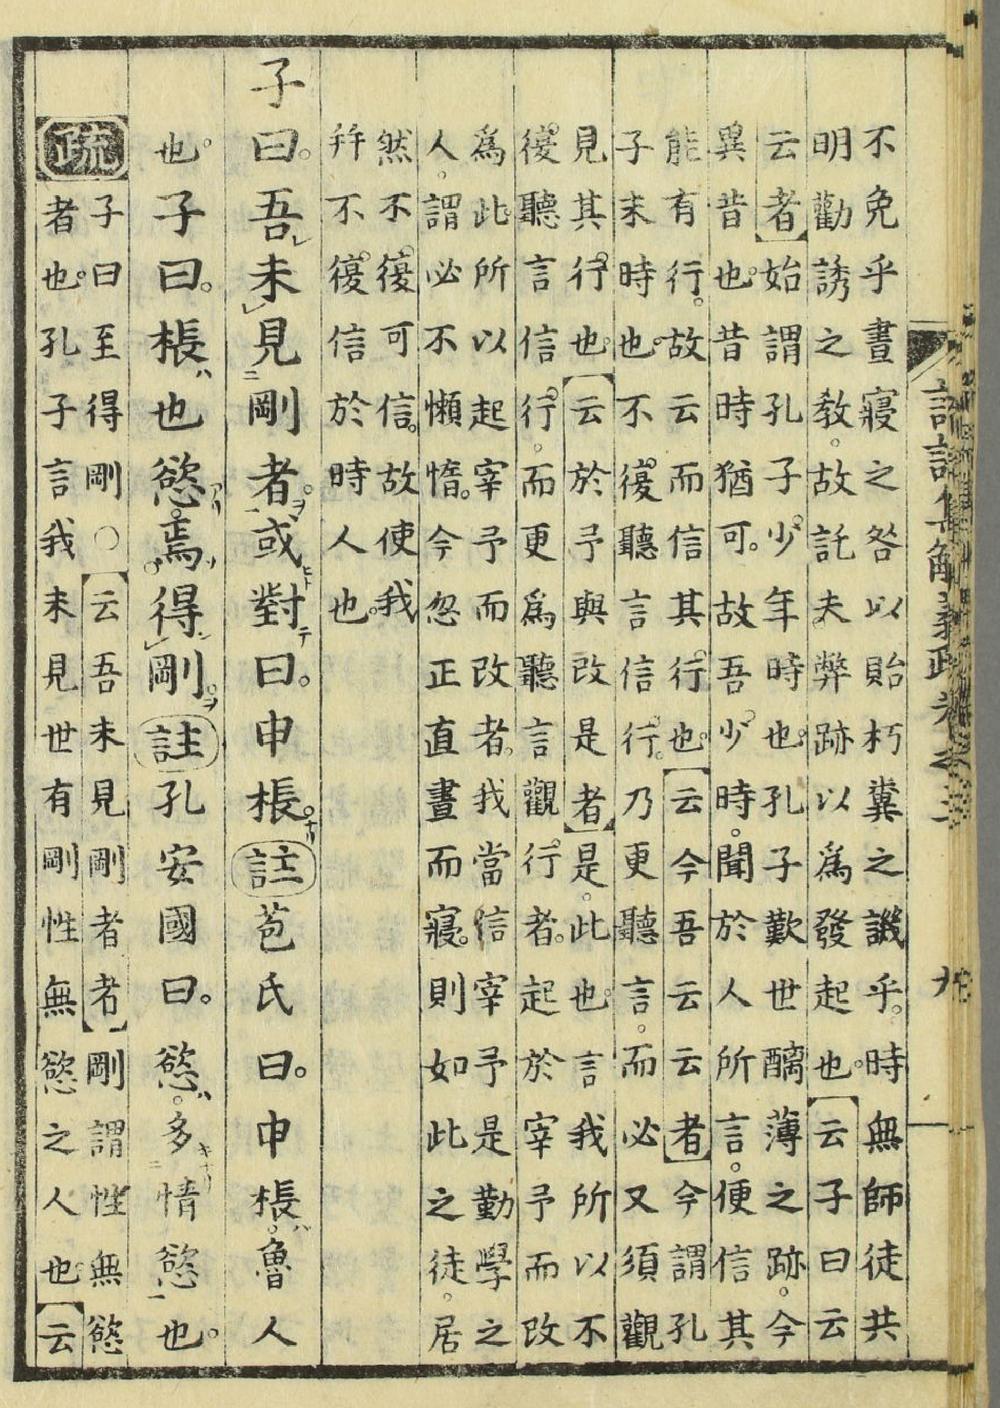 不免乎晝寢之咎以貽朽糞之譏乎。時無師徒共
明勸誘之教。故託夫弊跡以爲發起也。【云子曰云
云者】始謂孔子少年時也。孔子歎世醨薄之跡。今
異昔也。昔時猶可。故吾少時。聞於人所言。便信其
能有行。故云而信其行也。【云今吾云云者】今謂孔
子末時也。不復聽言信行。乃更聽言。而必又須觀
見其行也。【云於予與改是者】是。此也。言我所以不
復聽言信行。而更爲聽言觀行者。起於宰予而改
爲此。所以起宰予而改者。我當信宰予是勤學之
人。謂必不懶惰。今忽正直晝而寢。則如此之徒。居
然不復可信。故使我
幷不復信於時人也。
子曰。吾未見剛者。或對曰。申棖。註苞氏曰。申棖。魯人
也。子曰。棖也慾。焉得剛。註孔安國曰。慾。多情慾也。
疏子曰至得剛○【云吾未見剛者者】剛謂性無慾
者也。孔子言我未見世有剛性無慾之人也。【云